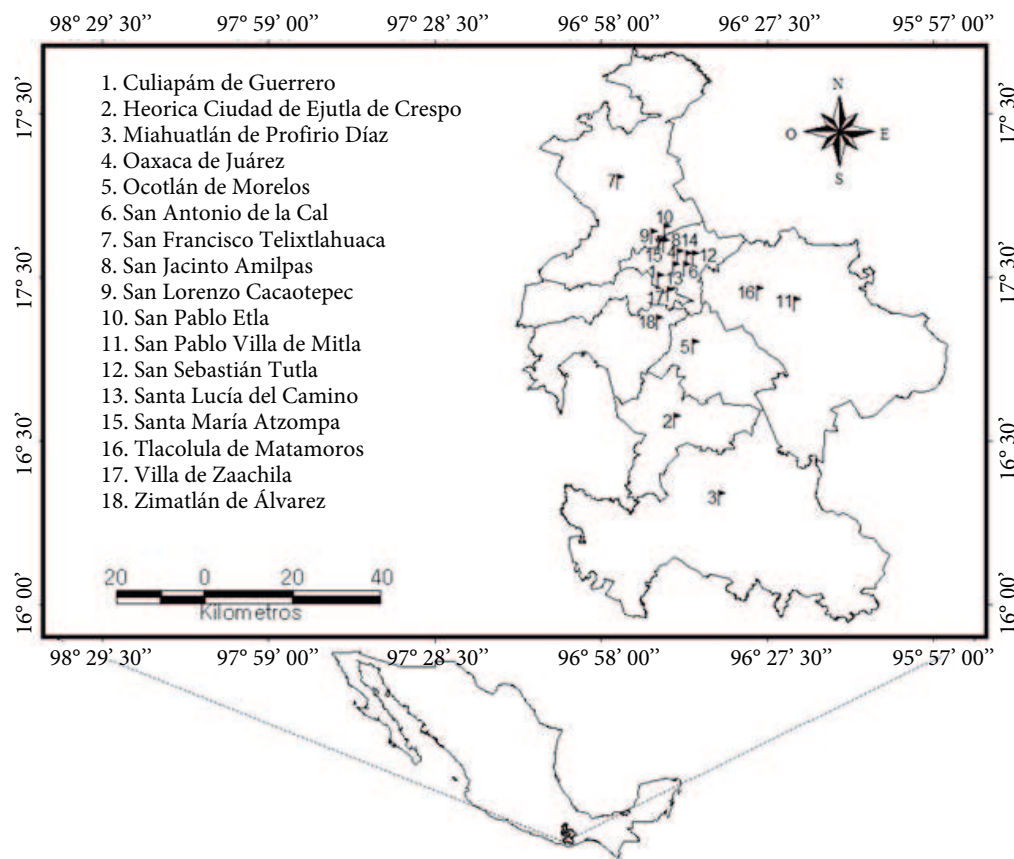 98° 29' 30” 97° 59' 00” 97° 28' 30” 96° 58' 00” 96° 27' 30” 95° 57' 00”
17° 30'
17° 30'
16° 30'
16° 00'
1. Culiapám de Guerrero
2. Heorica Ciudad de Ejutla de Crespo
3. Miahuatlán de Profirio Díaz
4. Oaxaca de Juárez
5. Ocotlán de Morelos
6. San Antonio de la Cal
7. San Francisco Telixtlahuaca
8. San Jacinto Amilpas
9. San Lorenzo Cacaotepec
10. San Pablo Etla
11. San Pablo Villa de Mitla
12. San Sebastián Tutla
13. Santa Lucía del Camino
15. Santa María Atzompa
16. Tlacolula de Matamoros
17. Villa de Zaachila
18. Zimatlán de Álvarez
N
O E
S
7
10
9 8 14
15 4 12
1 13 6
17 16 11
18
5
2
3
20 0 20 40
Kilometros
17° 30'
17° 30'
16° 30'
16° 00'
98° 29' 30” 97° 59' 00” 97° 28' 30” 96° 58' 00” 96° 27' 30” 95° 57' 00”